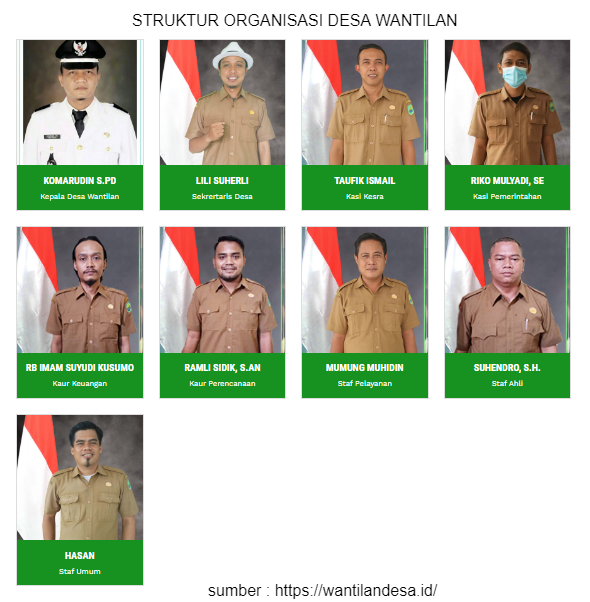 STRUKTUR ORGANISASI DESA WANTILAN
KOMARUDIN S.PD
Kepala Desa Wantilan
LILI SUHERLI
Sekrertaris Desa
TAUFIK ISMAIL
Kasi Kesra
RIKO MULYADI, SE
Kasi Pemerintahan
RB IMAM SUYUDI KUSUMO
Kaur Keuangan
RAMLI SIDIK, S.AN
Kaur Perencanaan
MUMUNG MUHIDIN
Staf Pelayanan
SUHENDRO, S.H.
Staf Ahli
HASAN
Staf Umum
sumber : https://wantilandesa.id/